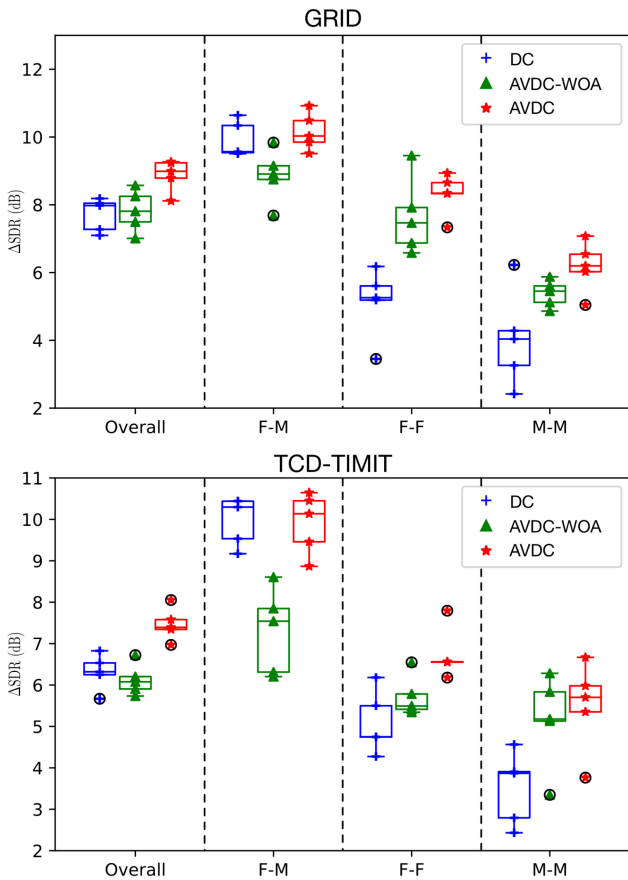 GRID
12
10
8
6
4
2
ΔSDR (dB)
DC
AVDC-WOA
AVDC
Overall
F-M
F-F
M-M
TCD-TIMIT
11
10
9
8
7
6
5
4
3
2
ΔSDR (dB)
DC
AVDC-WOA
AVDC
Overall
F-M
F-F
M-M